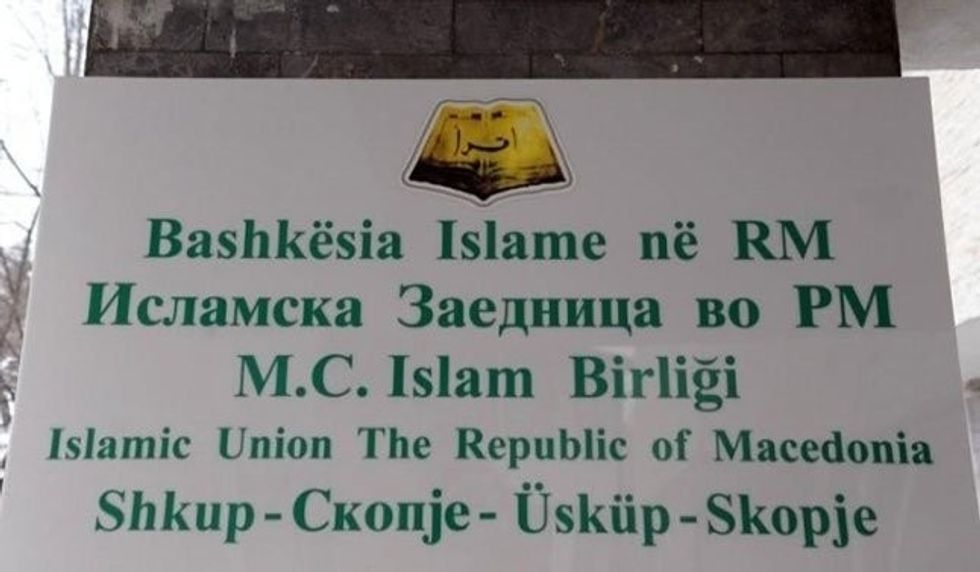 اقرأ
Bashkësia Islame në RM
Исламска Заедница во РМ
M.C. Islam Birliği
Islamic Union The Republic of Macedonia
Shkup - Скопје - Üsküp - Skopje